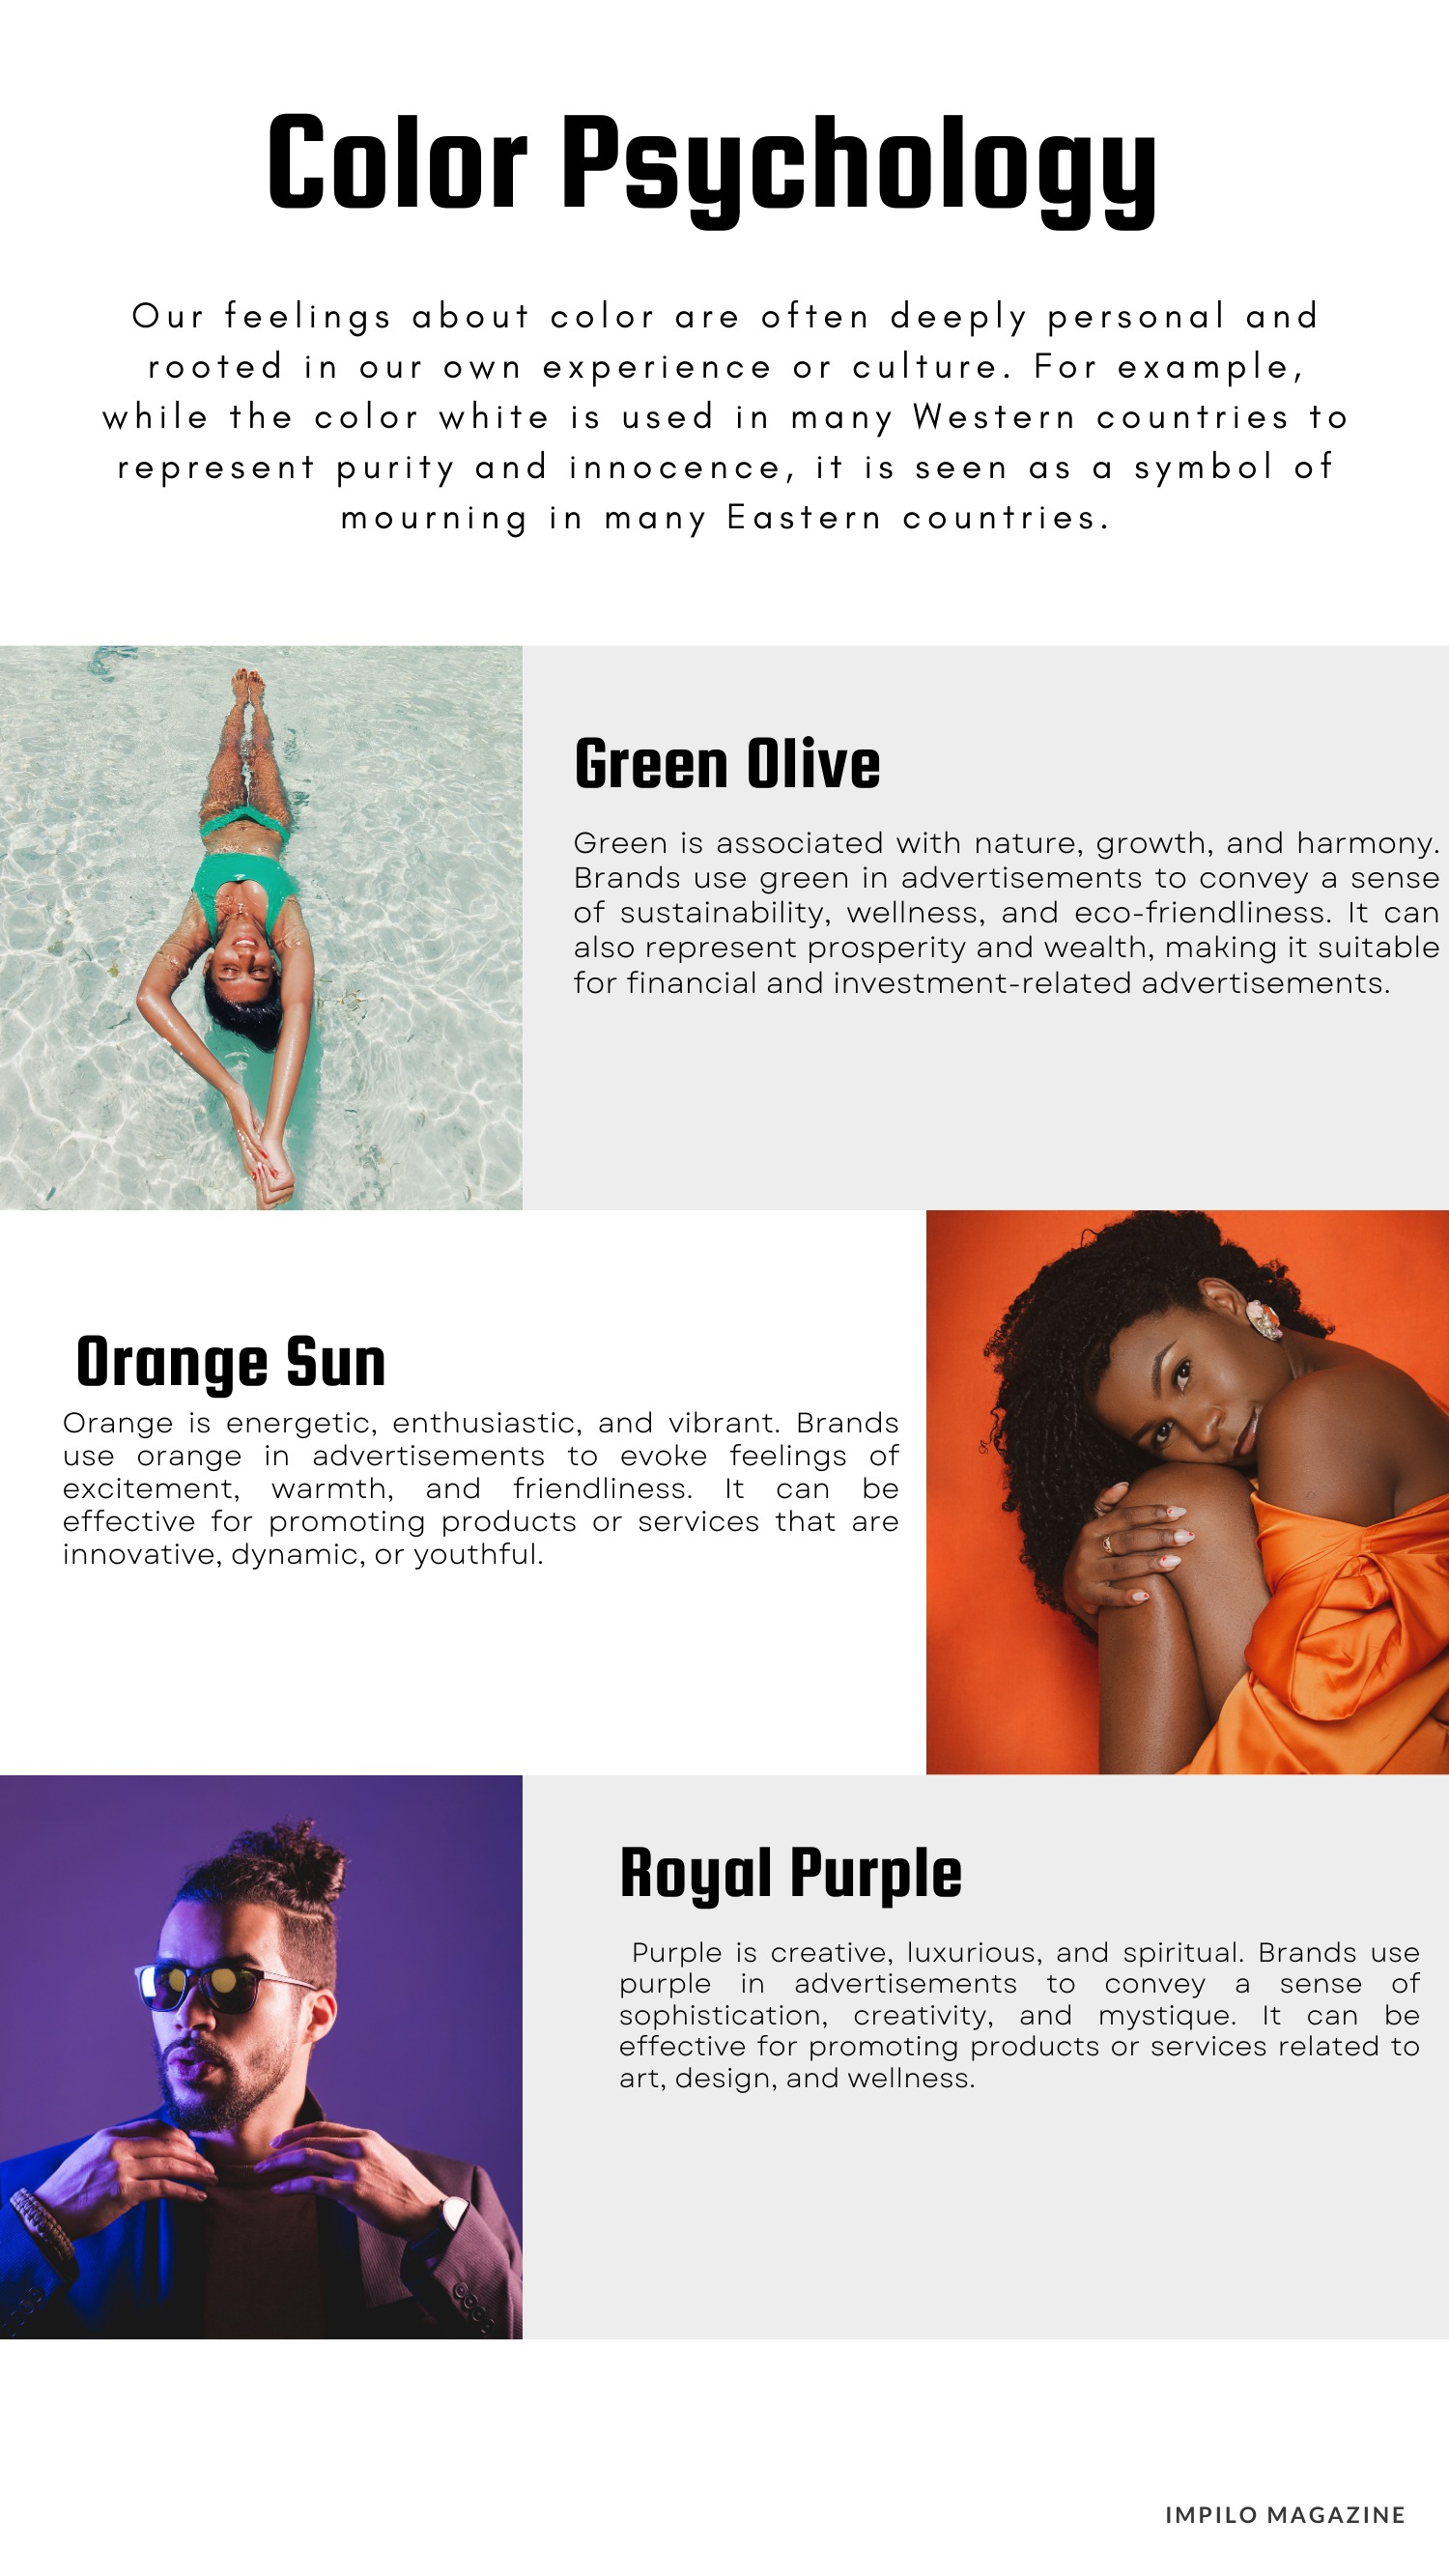 Color Psychology
Our feelings about color are often deeply personal and
rooted in our own experience or culture. For example,
while the color white is used in many Western countries to
represent purity and innocence, it is seen as a symbol of
mourning in many Eastern countries.
Green Olive
Green is associated with nature, growth, and harmony.
Brands use green in advertisements to convey a sense
of sustainability, wellness, and eco-friendliness. It can
also represent prosperity and wealth, making it suitable
for financial and investment-related advertisements.
Orange Sun
Orange is energetic, enthusiastic, and vibrant. Brands
use orange in advertisements to evoke feelings of
excitement, warmth, and friendliness. It can be
effective for promoting products or services that are
innovative, dynamic, or youthful.
Royal Purple
Purple is creative, luxurious, and spiritual. Brands use
purple in advertisements to convey a sense of
sophistication, creativity, and mystique. It can be
effective for promoting products or services related to
art, design, and wellness.
IMPILO MAGAZINE